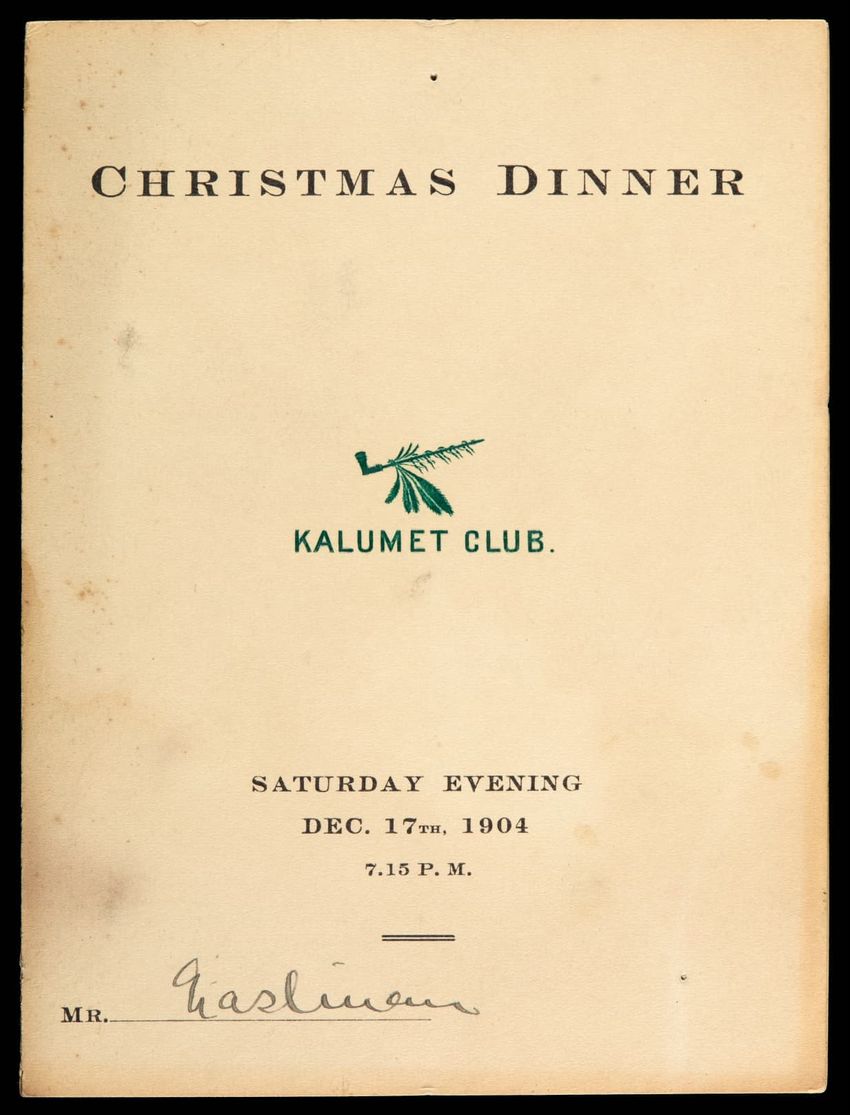 CHRISTMAS DINNER
KALUMET CLUB.
SATURDAY EVENING
DEC. 17TH, 1904
7.15 P. M.
MR. Eastman